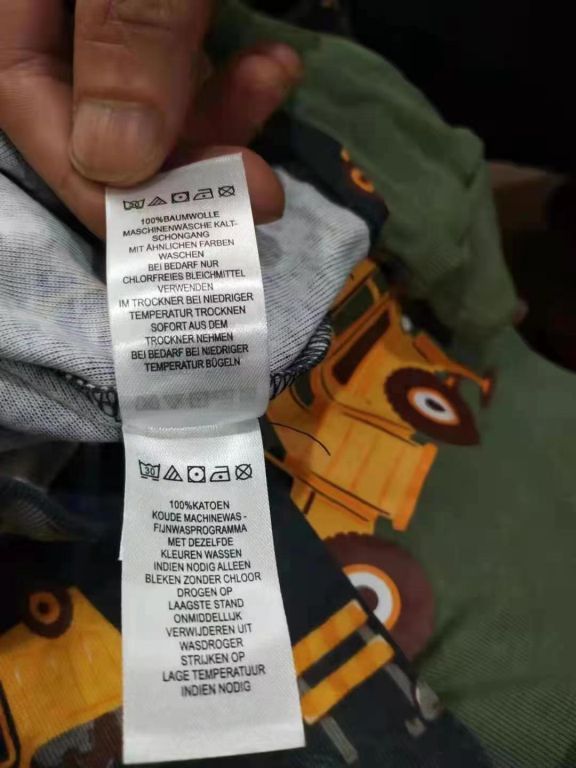 100%BAUMWOLLE
MASCHINENWÄSCHE KALT-
SCHONGANG
MIT ÄHNLICHEN FARBEN
WASCHEN
BEI BEDARF NUR
CHLORFREIES BLEICHMITTEL
VERWENDEN
IM TROCKNER BEI NIEDRIGER
TEMPERATUR TROCKNEN
SOFORT AUS DEM
TROCKNER NEHMEN
BEI BEDARF BEI NIEDRIGER
TEMPERATUR BÜGELN
30
100%KATOEN
KOUDE MACHINEWAS -
FIJNWASPROGRAMMA
MET DEZELFDE
KLEUREN WASSEN
INDIEN NODIG ALLEEN
BLEKEN ZONDER CHLOOR
DROGEN OP
LAAGSTE STAND
ONMIDDELLIJK
VERWIJDEREN UIT
WASDROGER
STRIJKEN OP
LAGE TEMPERATUUR
INDIEN NODIG